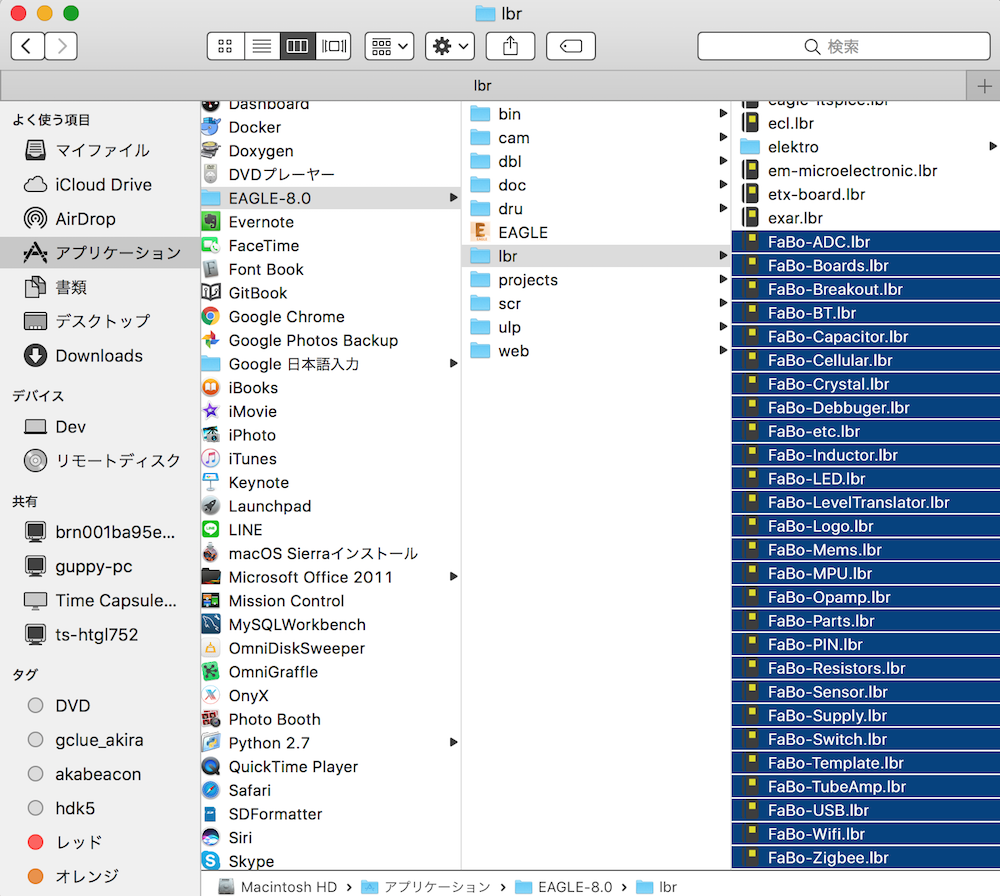 lbr
検索
lbr
よく使う項目
マイファイル
iCloud Drive
AirDrop
アプリケーション
書類
デスクトップ
Downloads
デバイス
Dev
リモートディスク
共有
brn001ba95e...
guppy-pc
Time Capsule...
ts-htgl752
タグ
DVD
gclue_akira
akabeacon
hdk5
レッド
オレンジ
Dashboard
Docker
Doxygen
DVDプレーヤー
EAGLE-8.0
Evernote
FaceTime
Font Book
GitBook
Google Chrome
Google Photos Backup
Google 日本語入力
iBooks
iMovie
iPhoto
iTunes
Keynote
Launchpad
LINE
macOS Sierraインストール
Microsoft Office 2011
Mission Control
MySQLWorkbench
OmniDiskSweeper
OmniGraffle
OnyX
Photo Booth
Python 2.7
QuickTime Player
Safari
SDFormatter
Siri
Skype
bin
cam
dbl
doc
dru
EAGLE
lbr
projects
scr
ulp
web
eagle-ltspice.lbr
ecl.lbr
elektro
em-microelectronic.lbr
etx-board.lbr
exar.lbr
FaBo-ADC.lbr
FaBo-Boards.lbr
FaBo-Breakout.lbr
FaBo-BT.lbr
FaBo-Capacitor.lbr
FaBo-Cellular.lbr
FaBo-Crystal.lbr
FaBo-Debbuger.lbr
FaBo-etc.lbr
FaBo-Inductor.lbr
FaBo-LED.lbr
FaBo-LevelTranslator.lbr
FaBo-Logo.lbr
FaBo-Mems.lbr
FaBo-MPU.lbr
FaBo-Opamp.lbr
FaBo-Parts.lbr
FaBo-PIN.lbr
FaBo-Resistors.lbr
FaBo-Sensor.lbr
FaBo-Supply.lbr
FaBo-Switch.lbr
FaBo-Template.lbr
FaBo-TubeAmp.lbr
FaBo-USB.lbr
FaBo-Wifi.lbr
FaBo-Zigbee.lbr
Macintosh HD › アプリケーション › EAGLE-8.0 › lbr